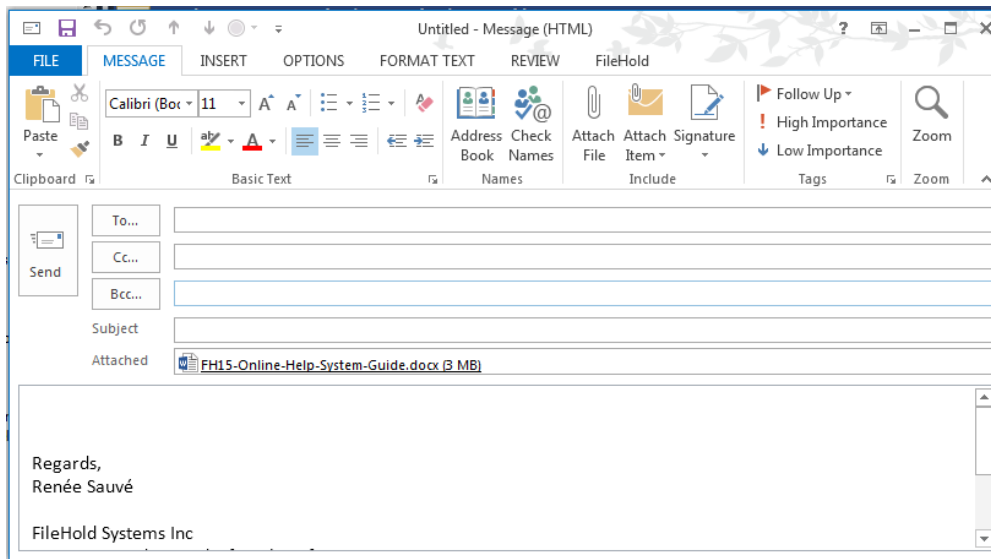 Untitled - Message (HTML)
?
FILE MESSAGE INSERT OPTIONS FORMAT TEXT REVIEW FileHold
Paste
Clipboard
Calibri (Boc 11 A A
B I U aby A
Basic Text
Address Book
Check Names
Names
Attach File
Attach Item
Signature
Include
Follow Up
High Importance
Low Importance
Tags
Zoom
Zoom
Send
To...
Cc...
Bcc...
Subject
Attached FH15-Online-Help-System-Guide.docx (3 MB)
Regards,
Renée Sauvé
FileHold Systems Inc